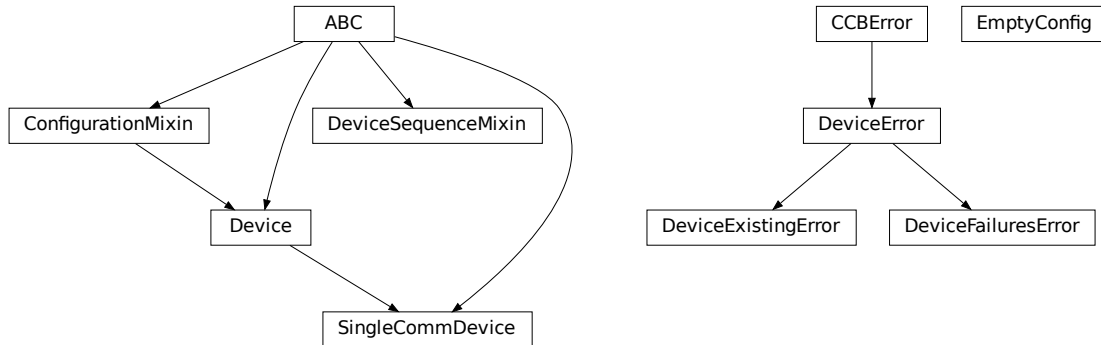 ABC
CCBError
EmptyConfig
ConfigurationMixin
DeviceSequenceMixin
DeviceError
Device
DeviceExistingError
DeviceFailuresError
SingleCommDevice